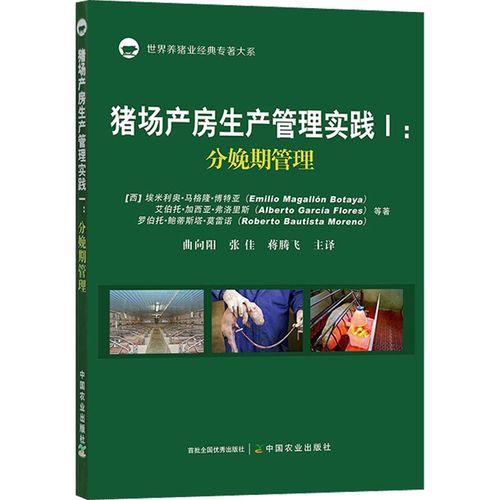 世界养猪业经典专著大系
猪场产房生产管理实践Ⅰ：
分娩期管理
[西] 埃米利奥·马格隆·博特亚 (Emilio Magallón Botaya)
艾伯托·加西亚·弗洛里斯 (Alberto García Flores) 等著
罗伯托·鲍蒂斯塔·莫雷诺 (Roberto Bautista Moreno)
曲向阳 张佳 蒋腾飞 主译
首批全国优秀出版社 中国农业出版社
猪场产房生产管理实践Ⅰ：分娩期管理
中国农业出版社